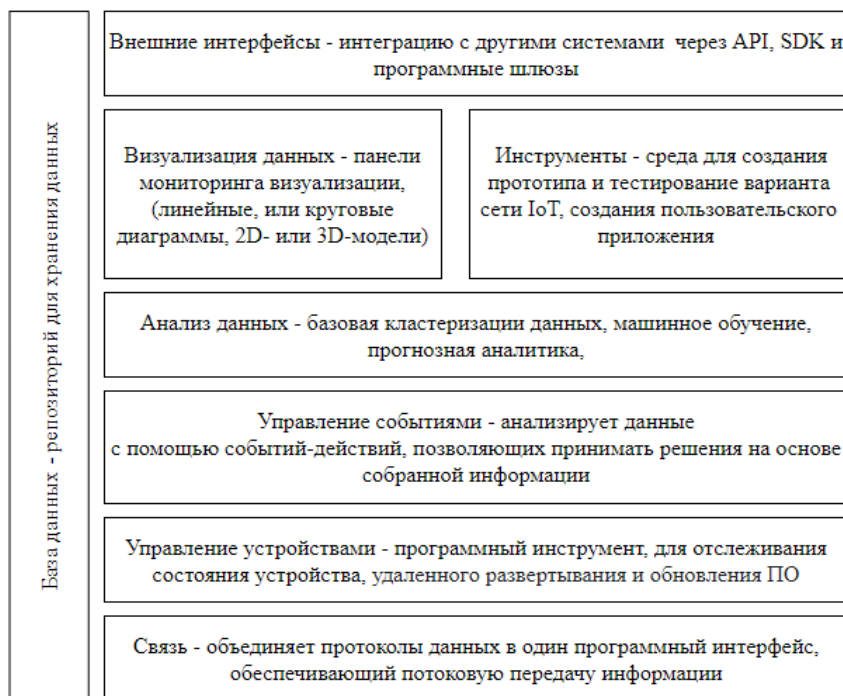 База данных - репозиторий для хранения данных
Внешние интерфейсы - интеграцию с другими системами через API, SDK и
программные шлюзы
Визуализация данных - панели
мониторинга визуализации,
(линейные, или круговые
диаграммы, 2D- или 3D-модели)
Инструменты - среда для создания
прототипа и тестирование варианта
сети IoT, создания пользовательского
приложения
Анализ данных - базовая кластеризации данных, машинное обучение,
прогнозная аналитика,
Управление событиями - анализирует данные
с помощью событий-действий, позволяющих принимать решения на основе
собранной информации
Управление устройствами - программный инструмент, для отслеживания
состояния устройства, удаленного развертывания и обновления ПО
Связь - объединяет протоколы данных в один программный интерфейс,
обеспечивающий потоковую передачу информации